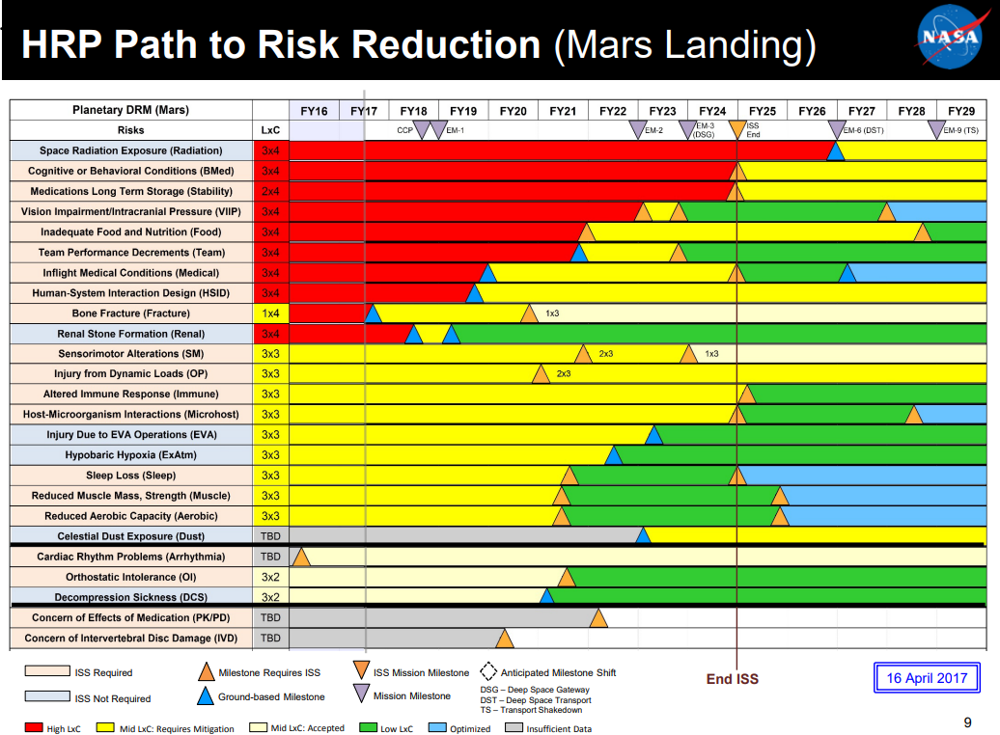 HRP Path to Risk Reduction (Mars Landing)
NASA
Planetary DRM (Mars) FY16 FY17 FY18 FY19 FY20 FY21 FY22 FY23 FY24 FY25 FY26 FY27 FY28 FY29
Risks LxC CCP EM-1 EM-2 EM-3 (DSG) ISS End EM-6 (DST) EM-9 (TS)
Space Radiation Exposure (Radiation) 3x4
Cognitive or Behavioral Conditions (BMed) 3x4
Medications Long Term Storage (Stability) 2x4
Vision Impairment/Intracranial Pressure (VIIP) 3x4
Inadequate Food and Nutrition (Food) 3x4
Team Performance Decrements (Team) 3x4
Inflight Medical Conditions (Medical) 3x4
Human-System Interaction Design (HSID) 3x4
Bone Fracture (Fracture) 1x4 1x3
Renal Stone Formation (Renal) 3x4
Sensorimotor Alterations (SM) 3x3 2x3 1x3
Injury from Dynamic Loads (OP) 3x3 2x3
Altered Immune Response (Immune) 3x3
Host-Microorganism Interactions (Microhost) 3x3
Injury Due to EVA Operations (EVA) 3x3
Hypobaric Hypoxia (ExAtm) 3x3
Sleep Loss (Sleep) 3x3
Reduced Muscle Mass, Strength (Muscle) 3x3
Reduced Aerobic Capacity (Aerobic) 3x3
Celestial Dust Exposure (Dust) TBD
Cardiac Rhythm Problems (Arrhythmia) TBD
Orthostatic Intolerance (OI) 3x2
Decompression Sickness (DCS) 3x2
Concern of Effects of Medication (PK/PD) TBD
Concern of Intervertebral Disc Damage (IVD) TBD
ISS Required Milestone Requires ISS ISS Mission Milestone Anticipated Milestone Shift
End ISS
16 April 2017
ISS Not Required Ground-based Milestone Mission Milestone
DSG – Deep Space Gateway
DST – Deep Space Transport
TS – Transport Shakedown
High LxC Mid LxC: Requires Mitigation Mid LxC: Accepted Low LxC Optimized Insufficient Data
9